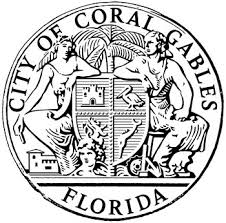 CITY OF CORAL GABLES
FLORIDA